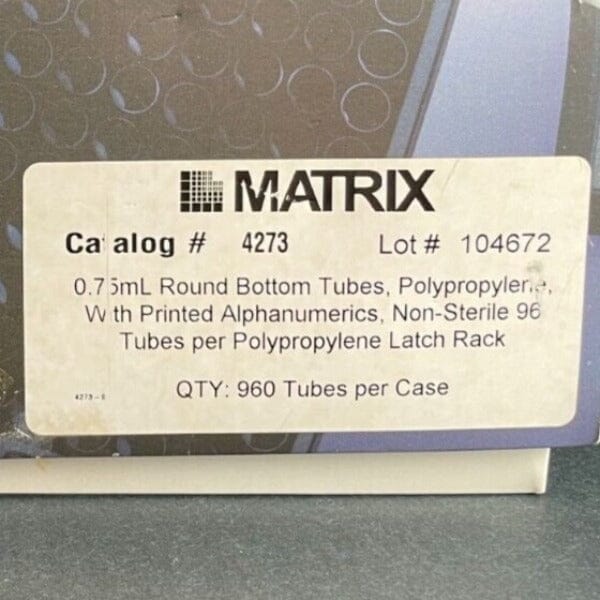 MATRIX
Catalog # 4273 Lot # 104672
0.75mL Round Bottom Tubes, Polypropylene,
With Printed Alphanumerics, Non-Sterile 96
Tubes per Polypropylene Latch Rack
QTY: 960 Tubes per Case